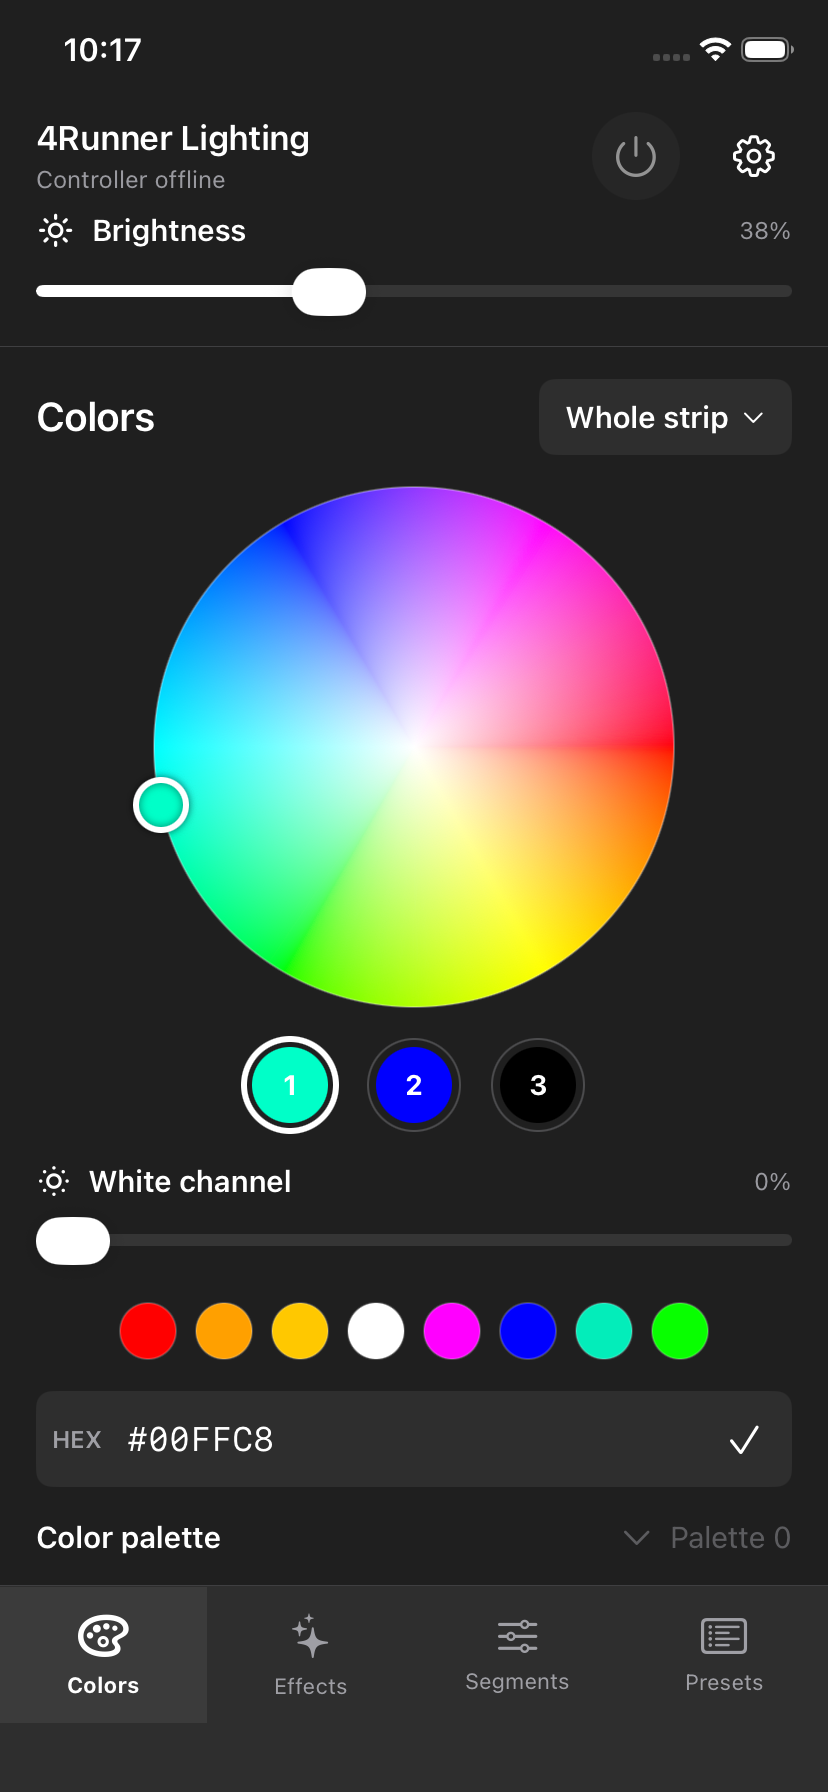 10:17
4Runner Lighting
Controller offline
Brightness
38%
Colors
Whole strip
1
2
3
White channel
0%
HEX
#00FFC8
Color palette
Palette 0
Colors
Effects
Segments
Presets